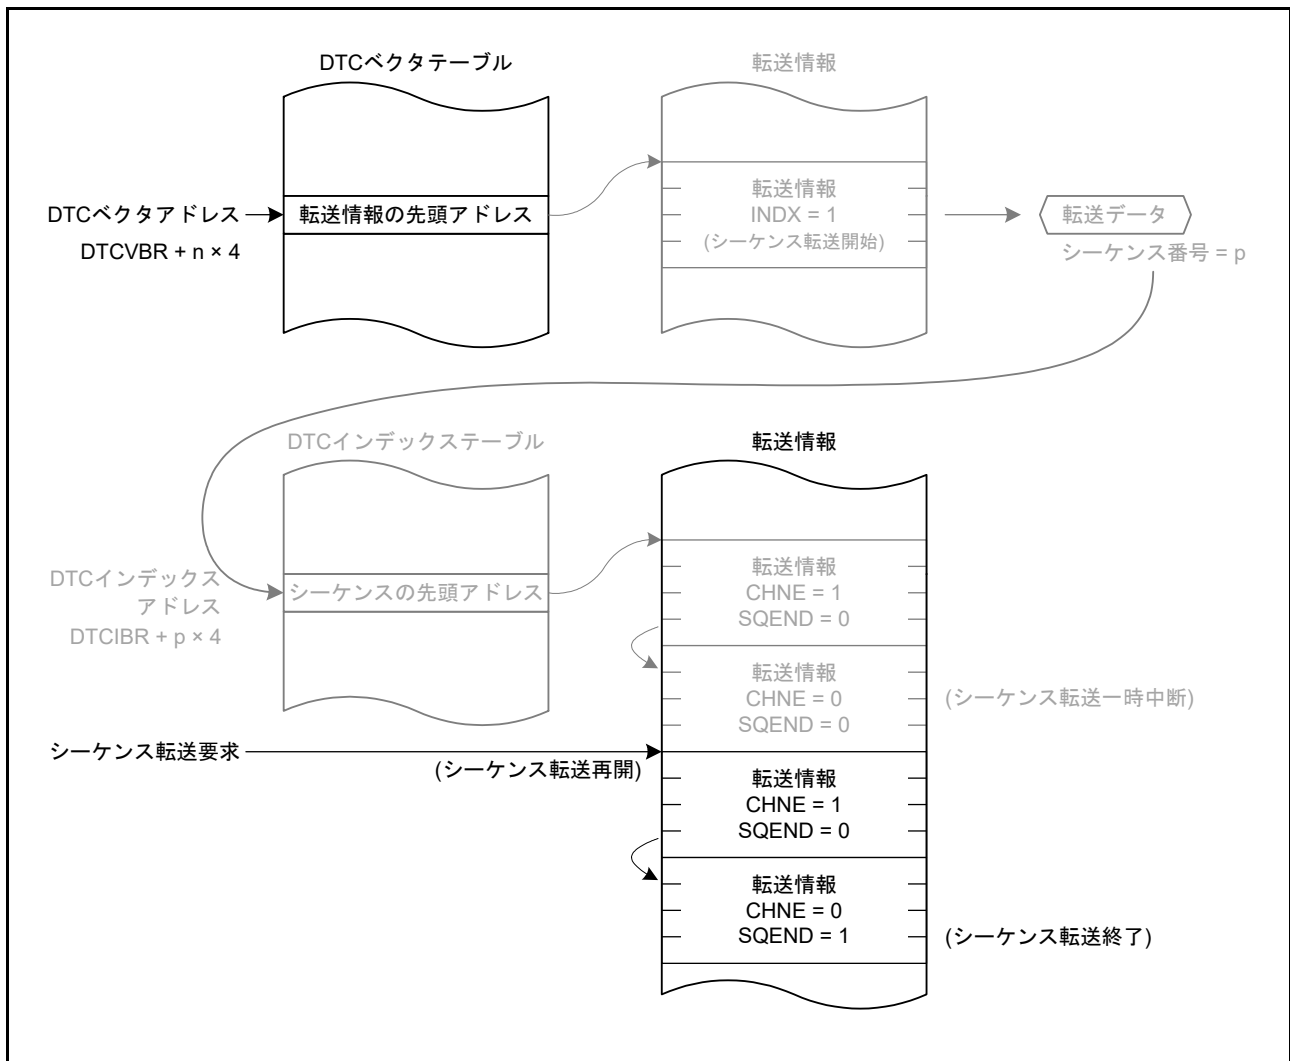 DTCベクタテーブル
転送情報
DTCベクタアドレス
DTCVBR + n × 4
転送情報の先頭アドレス
転送情報
INDX = 1
(シーケンス転送開始)
転送データ
シーケンス番号 = p
DTCインデックステーブル
転送情報
DTCインデックス
アドレス
DTCIBR + p × 4
シーケンスの先頭アドレス
転送情報
CHNE = 1
SQEND = 0
転送情報
CHNE = 0
SQEND = 0
(シーケンス転送一時中断)
シーケンス転送要求
(シーケンス転送再開)
転送情報
CHNE = 1
SQEND = 0
転送情報
CHNE = 0
SQEND = 1
(シーケンス転送終了)